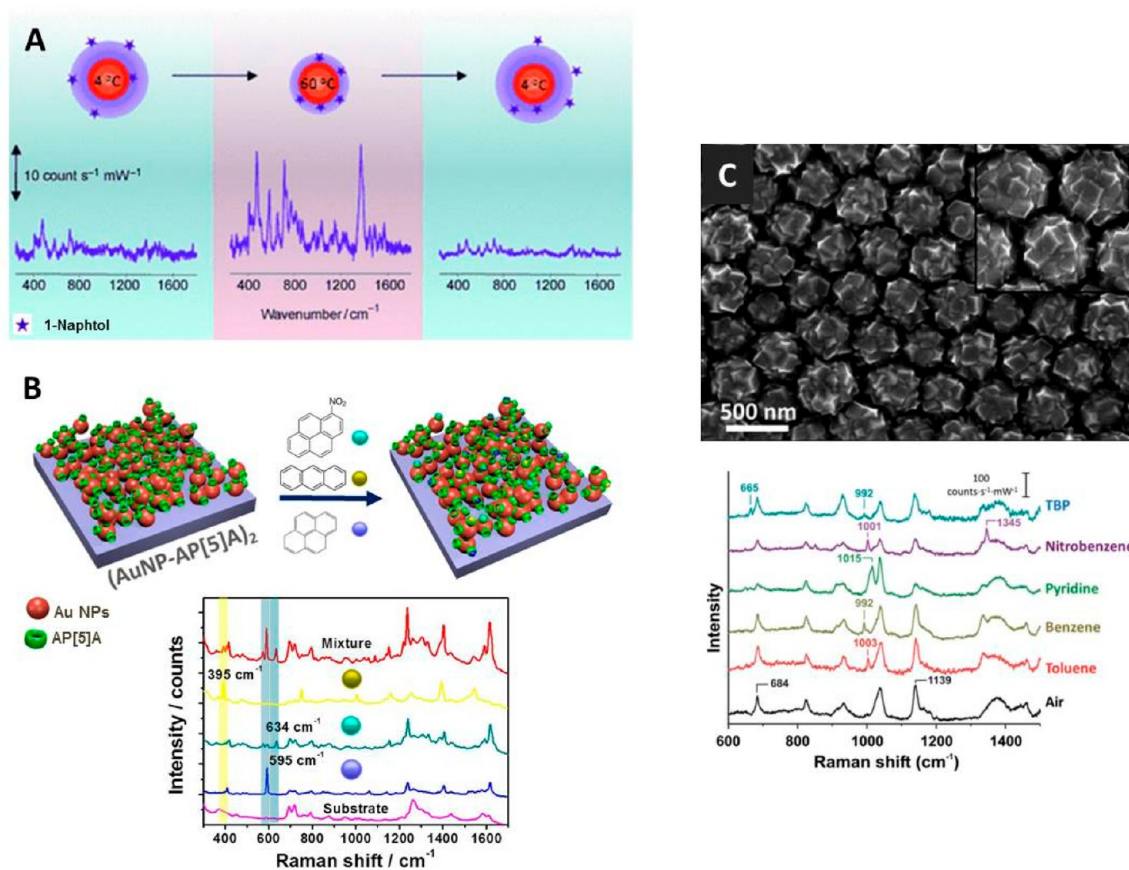 A
4 °C
60 °C
4 °C
10 count s⁻¹ mW⁻¹
400 800 1200 1600
400 800 1200 1600
400 800 1200 1600
Wavenumber/cm⁻¹
1-Naphtol
B
NO₂
(AuNP-AP[5]A)₂
Au NPs
AP[5]A
Mixture
395 cm⁻¹
634 cm⁻¹
595 cm⁻¹
Substrate
Intensity / counts
400 600 800 1000 1200 1400 1600
Raman shift / cm⁻¹
C
500 nm
100
counts·s⁻¹·mW⁻¹
665
992
TBP
1001
1345
Nitrobenzene
1015
Pyridine
992
Benzene
1003
Toluene
684
1139
Air
Intensity
600 800 1000 1200 1400
Raman shift (cm⁻¹)